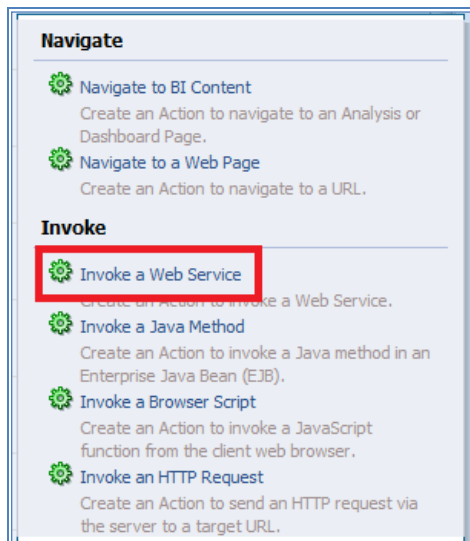 Navigate
Navigate to BI Content
Create an Action to navigate to an Analysis or
Dashboard Page.
Navigate to a Web Page
Create an Action to navigate to a URL.
Invoke
Invoke a Web Service
Create an Action to invoke a Web Service.
Invoke a Java Method
Create an Action to invoke a Java method in an
Enterprise Java Bean (EJB).
Invoke a Browser Script
Create an Action to invoke a JavaScript
function from the client web browser.
Invoke an HTTP Request
Create an Action to send an HTTP request via
the server to a target URL.